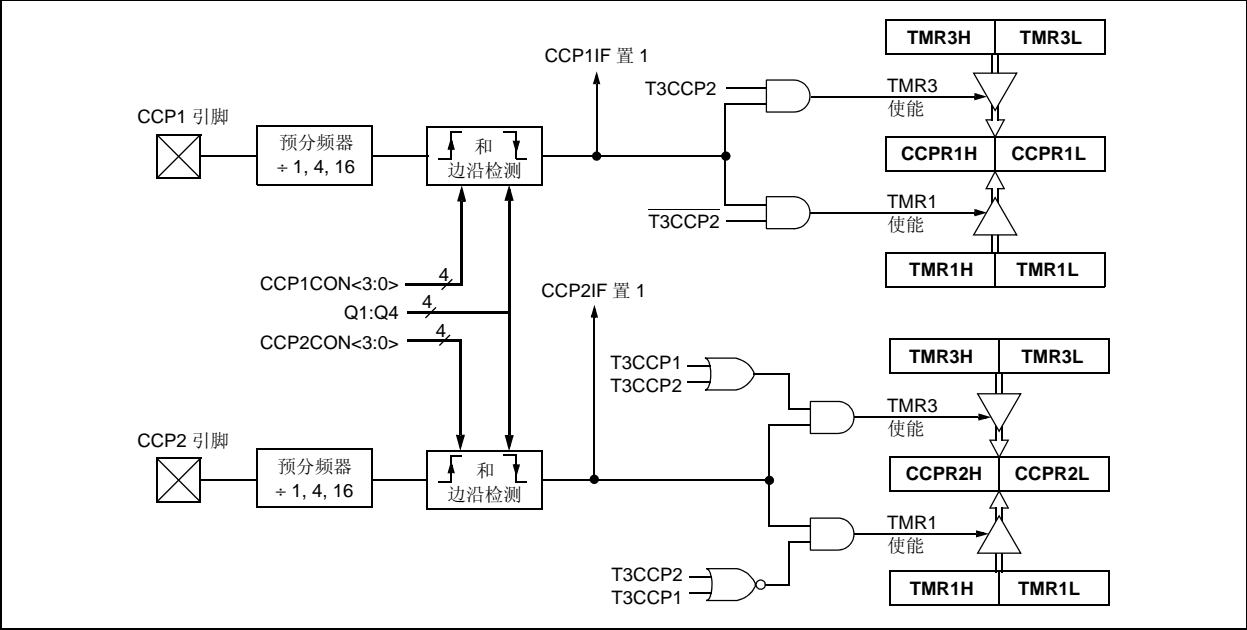 TMR3H TMR3L
CCP1IF 置 1
T3CCP2
TMR3
使能
CCP1 引脚
预分频器
÷ 1, 4, 16
和
边沿检测
CCPR1H CCPR1L
T3CCP2
TMR1
使能
TMR1H TMR1L
CCP1CON<3:0>
4
Q1:Q4
4
CCP2CON<3:0>
4
CCP2IF 置 1
TMR3H TMR3L
T3CCP1
T3CCP2
TMR3
使能
CCP2 引脚
预分频器
÷ 1, 4, 16
和
边沿检测
CCPR2H CCPR2L
TMR1
使能
T3CCP2
T3CCP1
TMR1H TMR1L